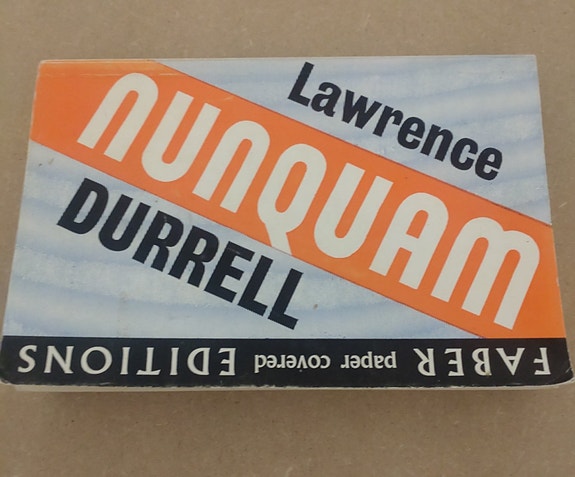 Lawrence
NUNQUAM
DURRELL
FABER paper covered EDITIONS